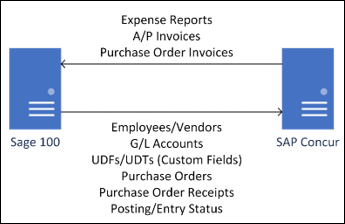 Expense Reports
A/P Invoices
Purchase Order Invoices
Sage 100
SAP Concur
Employees/Vendors
G/L Accounts
UDFs/UDTs (Custom Fields)
Purchase Orders
Purchase Order Receipts
Posting/Entry Status